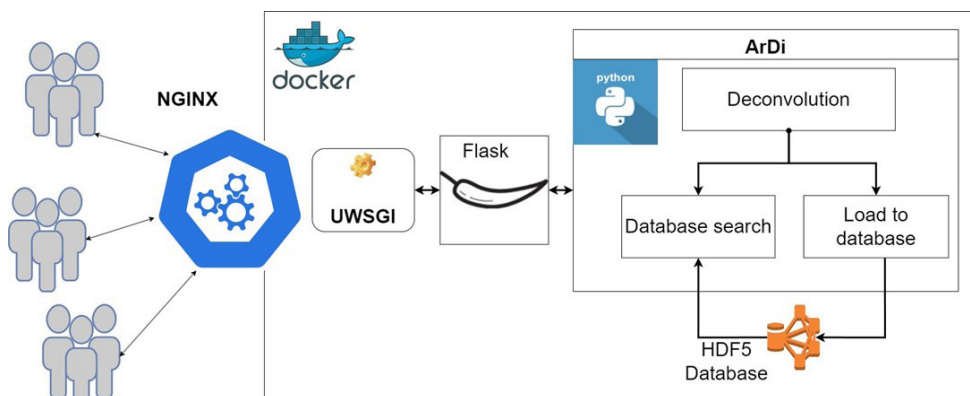 ArDi
docker
python
Deconvolution
NGINX
Flask
UWSGI
Database search
Load to
database
HDF5
Database